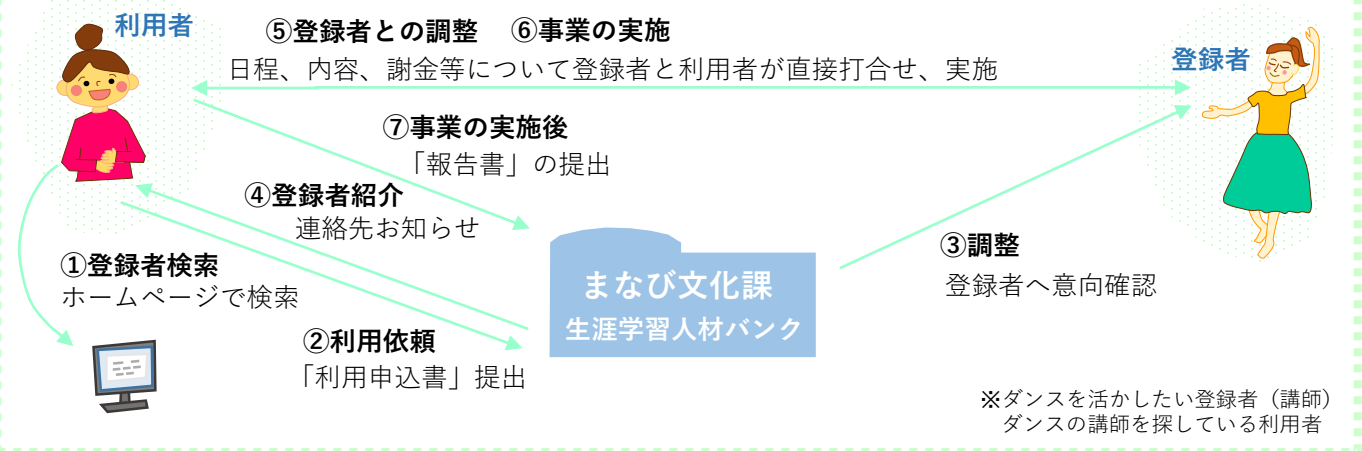 利用者
⑤登録者との調整　⑥事業の実施
日程、内容、謝金等について登録者と利用者が直接打合せ、実施
登録者
⑦事業の実施後
「報告書」の提出
④登録者紹介
連絡先お知らせ
①登録者検索
ホームページで検索
まなび文化課
生涯学習人材バンク
③調整
登録者へ意向確認
②利用依頼
「利用申込書」提出
※ダンスを活かしたい登録者（講師）
ダンスの講師を探している利用者